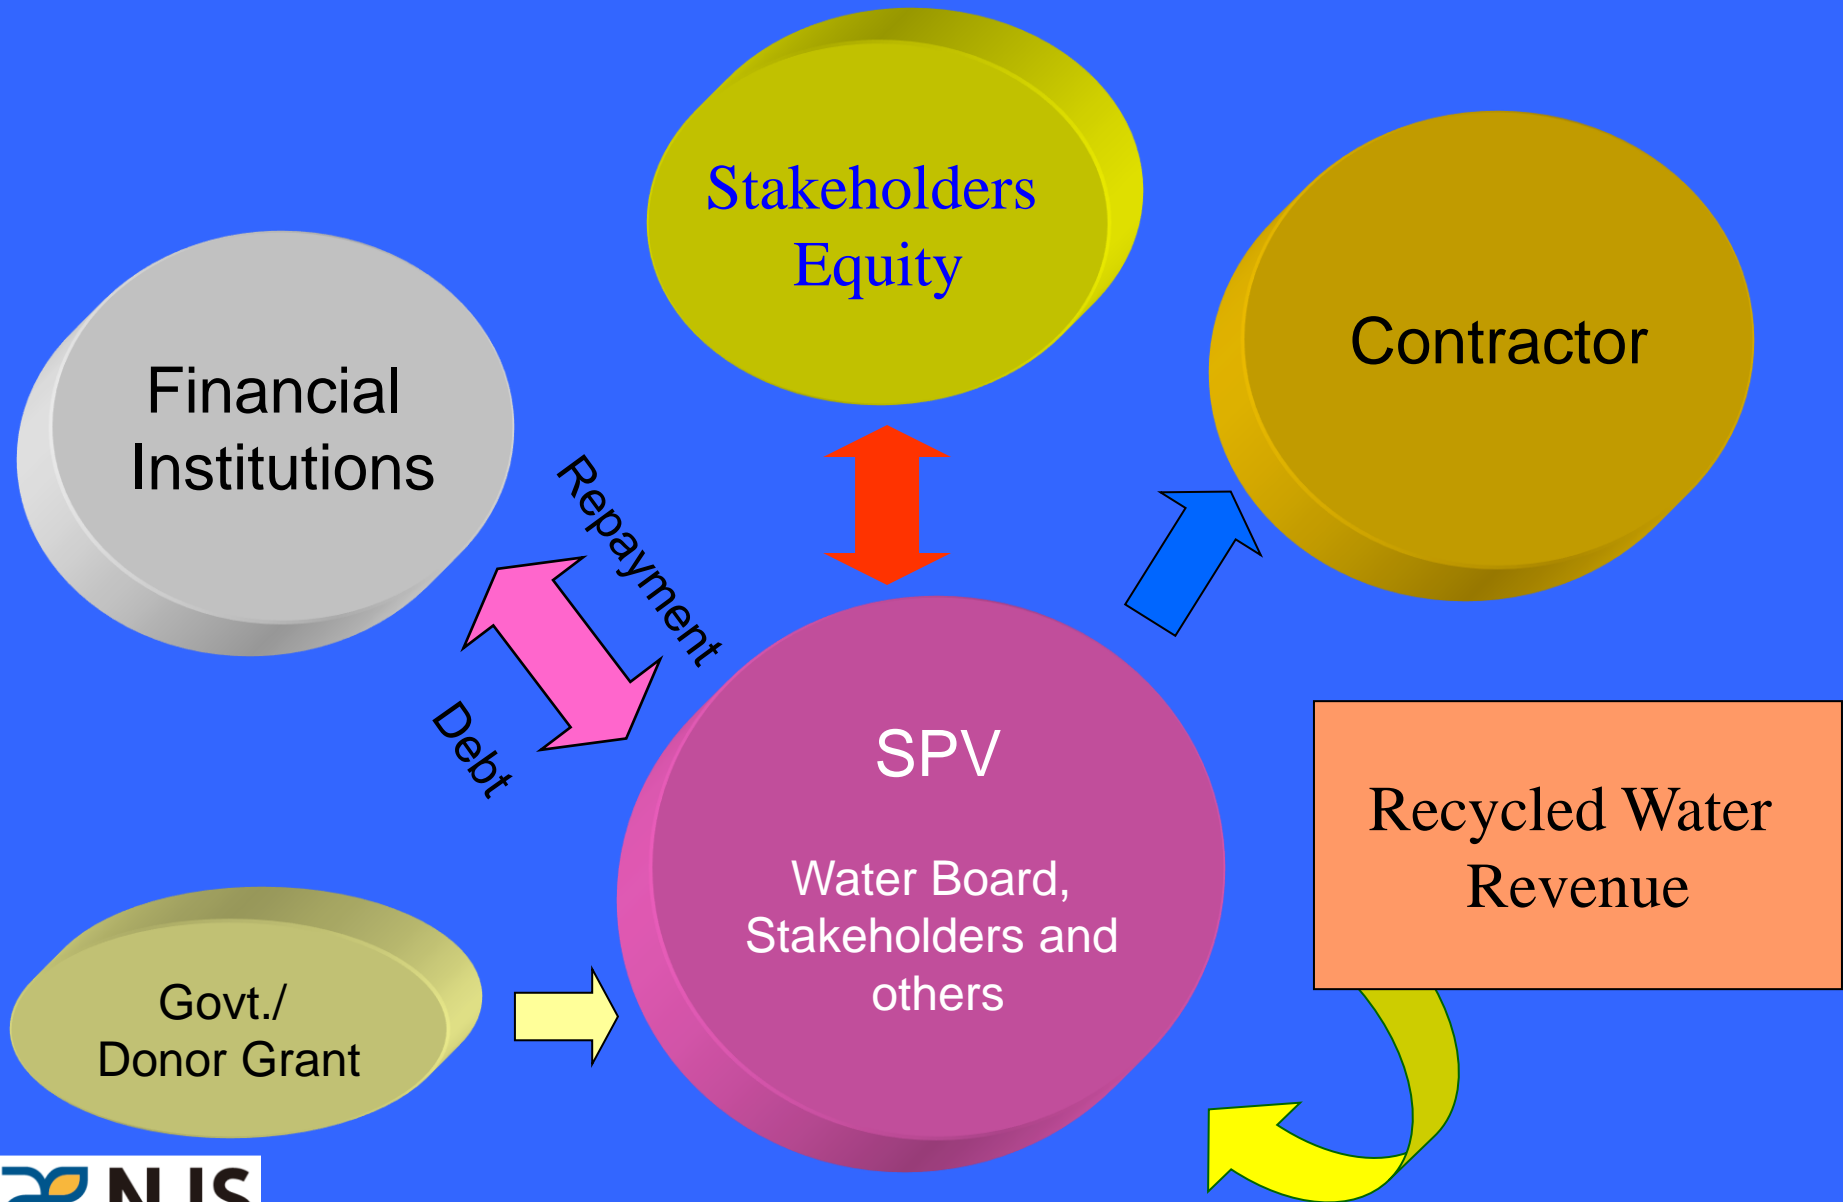 Stakeholders
Equity
Contractor
Financial
Institutions
Repayment
Debt
SPV
Water Board,
Stakeholders and
others
Recycled Water
Revenue
Govt./
Donor Grant
NJS